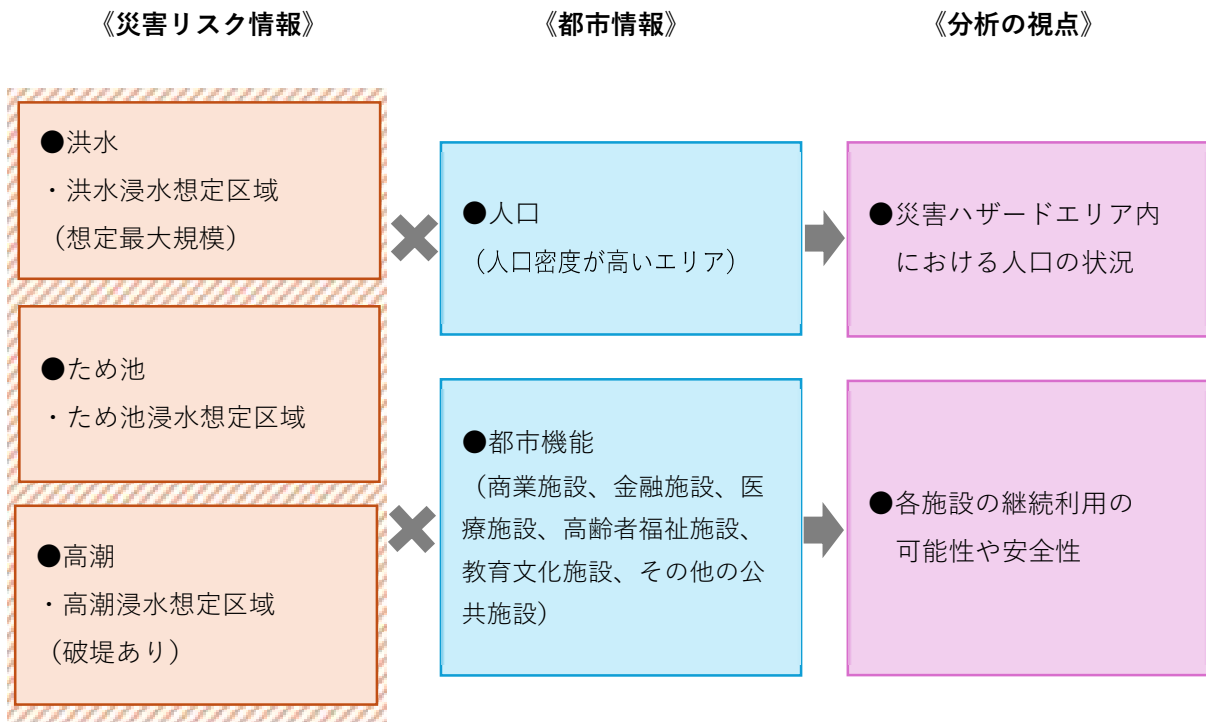 《災害リスク情報》
《都市情報》
《分析の視点》
●洪水
・洪水浸水想定区域
（想定最大規模）
●ため池
・ため池浸水想定区域
●高潮
・高潮浸水想定区域
（破堤あり）
●人口
（人口密度が高いエリア）
●都市機能
（商業施設、金融施設、医
療施設、高齢者福祉施設、
教育文化施設、その他の公
共施設）
●災害ハザードエリア内
における人口の状況
●各施設の継続利用の
可能性や安全性